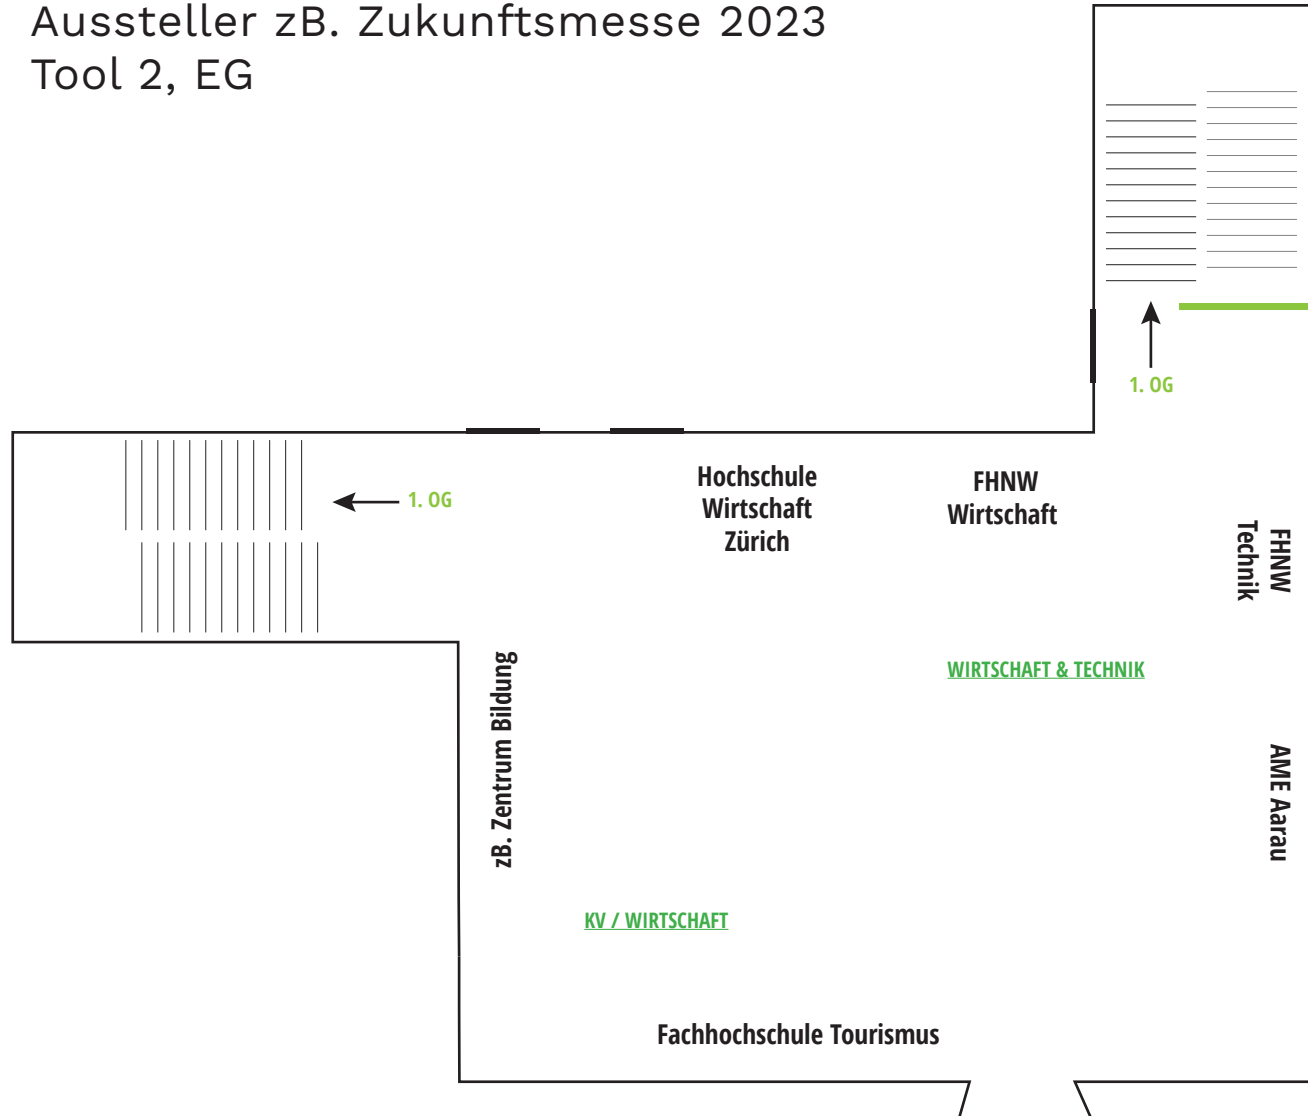 Aussteller zB. Zukunftsmesse 2023
Tool 2, EG
1. OG
1. OG
Hochschule
Wirtschaft
Zürich
FHNW
Wirtschaft
FHNW
Technik
WIRTSCHAFT & TECHNIK
zB. Zentrum Bildung
AME Aarau
KV / WIRTSCHAFT
Fachhochschule Tourismus